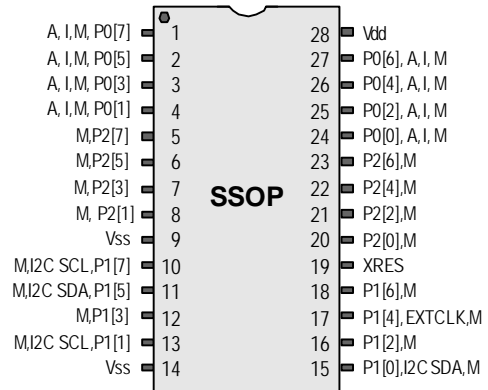 A, I, M, P0[7] 1 28 Vdd
A, I, M, P0[5] 2 27 P0[6], A, I, M
A, I, M, P0[3] 3 26 P0[4], A, I, M
A, I, M, P0[1] 4 25 P0[2], A, I, M
M,P2[7] 5 24 P0[0], A, I, M
M,P2[5] 6 23 P2[6],M
M,P2[3] 7 22 P2[4],M
SSOP
M, P2[1] 8 21 P2[2],M
Vss 9 20 P2[0],M
M,I2C SCL,P1[7] 10 19 XRES
M,I2C SDA,P1[5] 11 18 P1[6],M
M,P1[3] 12 17 P1[4],EXTCLK,M
M,I2C SCL,P1[1] 13 16 P1[2],M
Vss 14 15 P1[0],I2C SDA,M